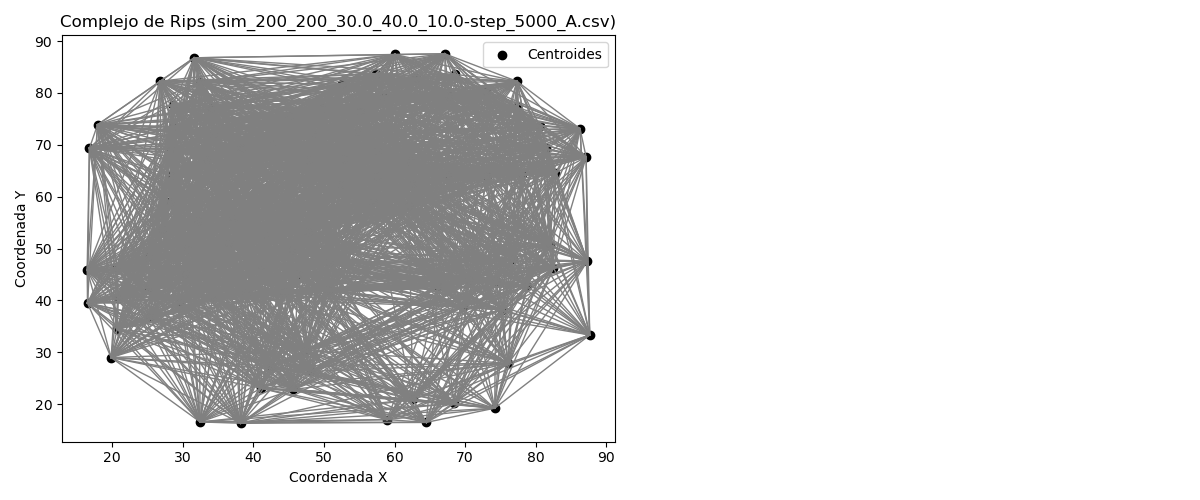 Complejo de Rips (sim_200_200_30.0_40.0_10.0-step_5000_A.csv)
Centroides
90
80
70
60
50
40
30
20
Coordenada Y
20 30 40 50 60 70 80 90
Coordenada X